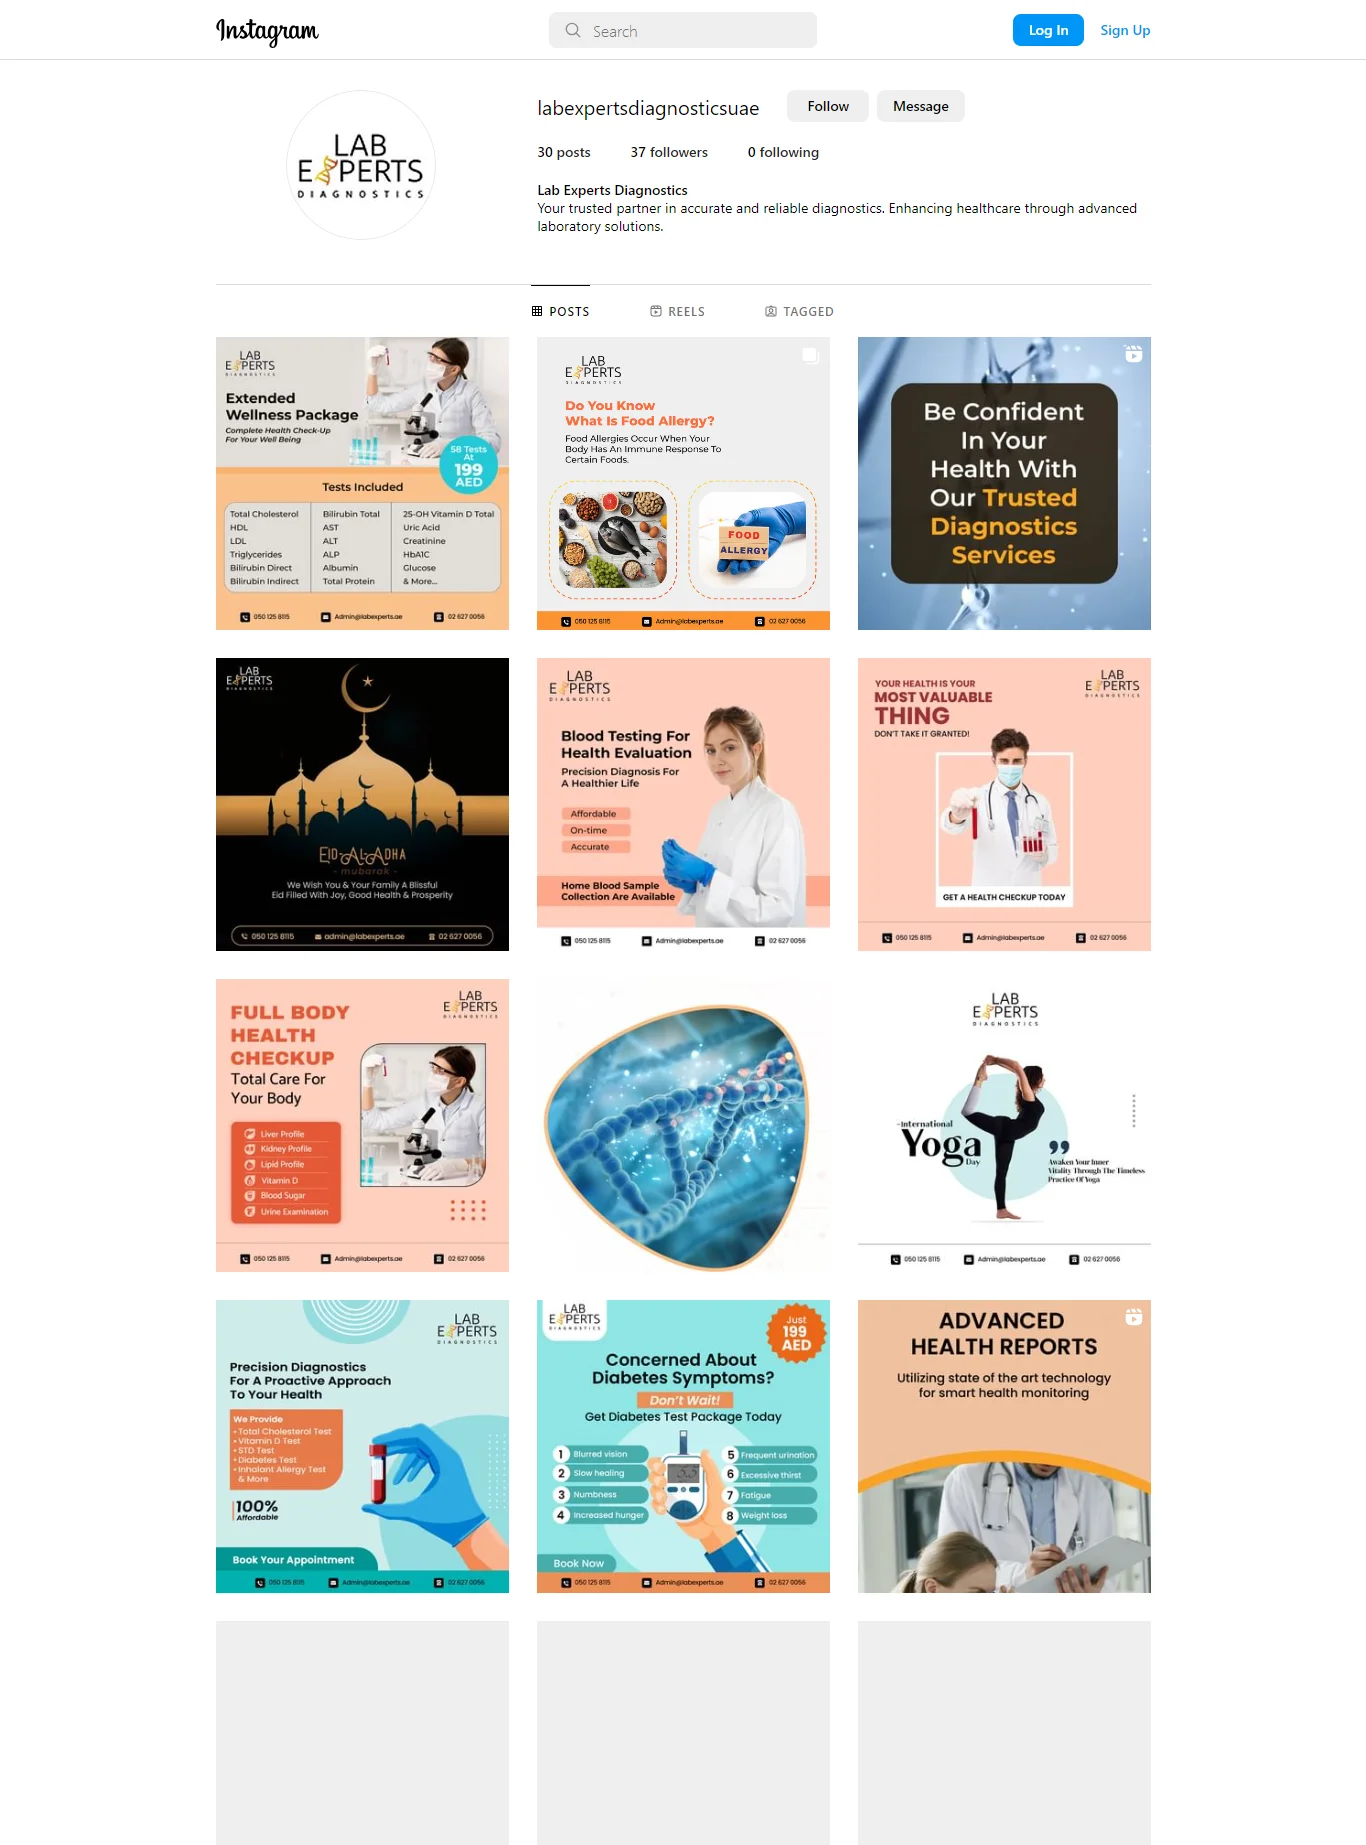 Instagram
Search
Log In
Sign Up
labexpertsdiagnosticsuae
Follow
Message
30 posts
37 followers
0 following
Lab Experts Diagnostics
Your trusted partner in accurate and reliable diagnostics. Enhancing healthcare through advanced
laboratory solutions.
LAB
EXPERTS
DIAGNOSTICS
POSTS
REELS
TAGGED
LAB
EXPERTS
DIAGNOSTICS
Extended
Wellness Package
Complete Health Check-Up
For Your Well Being
58 Tests
At
199
AED
Tests Included
Total Cholesterol
HDL
LDL
Triglycerides
Bilirubin Direct
Bilirubin Indirect
Bilirubin Total
AST
ALT
ALP
Albumin
Total Protein
25-OH Vitamin D Total
Uric Acid
Creatinine
HbA1C
Glucose
& More...
050 125 8115
Admin@labexperts.ae
02 627 0056
LAB
EXPERTS
DIAGNOSTICS
Do You Know
What Is Food Allergy?
Food Allergies Occur When Your
Body Has An Immune Response To
Certain Foods.
FOOD
ALLERGY
050 125 8115
Admin@labexperts.ae
02 627 0056
Be Confident
In Your
Health With
Our Trusted
Diagnostics
Services
LAB
EXPERTS
DIAGNOSTICS
EID-AL-ADHA
- mubarak -
We Wish You & Your Family A Blissful
Eid Filled With Joy, Good Health & Prosperity
050 125 8115
admin@labexperts.ae
02 627 0056
LAB
EXPERTS
DIAGNOSTICS
Blood Testing For
Health Evaluation
Precision Diagnosis For
A Healthier Life
Affordable
On-time
Accurate
Home Blood Sample
Collection Are Available
050 125 8115
Admin@labexperts.ae
02 627 0056
LAB
EXPERTS
DIAGNOSTICS
YOUR HEALTH IS YOUR
MOST VALUABLE
THING
DON'T TAKE IT GRANTED!
GET A HEALTH CHECKUP TODAY
050 125 8115
Admin@labexperts.ae
02 627 0056
LAB
EXPERTS
DIAGNOSTICS
FULL BODY
HEALTH
CHECKUP
Total Care For
Your Body
Liver Profile
Kidney Profile
Lipid Profile
Vitamin D
Blood Sugar
Urine Examination
050 125 8115
Admin@labexperts.ae
02 627 0056
LAB
EXPERTS
DIAGNOSTICS
-International
Yoga
Day
Awaken Your Inner
Vitality Through The Timeless
Practice Of Yoga
050 125 8115
Admin@labexperts.ae
02 627 0056
LAB
EXPERTS
DIAGNOSTICS
Precision Diagnostics
For A Proactive Approach
To Your Health
We Provide
• Total Cholesterol Test
• Vitamin D Test
• STD Test
• Diabetes Test
• Inhalant Allergy Test
& More
100%
Affordable
Book Your Appointment
050 125 8115
Admin@labexperts.ae
02 627 0056
LAB
EXPERTS
DIAGNOSTICS
Just
199
AED
Concerned About
Diabetes Symptoms?
Don't Wait!
Get Diabetes Test Package Today
1 Blurred vision
2 Slow healing
3 Numbness
4 Increased hunger
5 Frequent urination
6 Excessive thirst
7 Fatigue
8 Weight loss
Book Now
050 125 8115
Admin@labexperts.ae
02 627 0056
ADVANCED
HEALTH REPORTS
Utilizing state of the art technology
for smart health monitoring